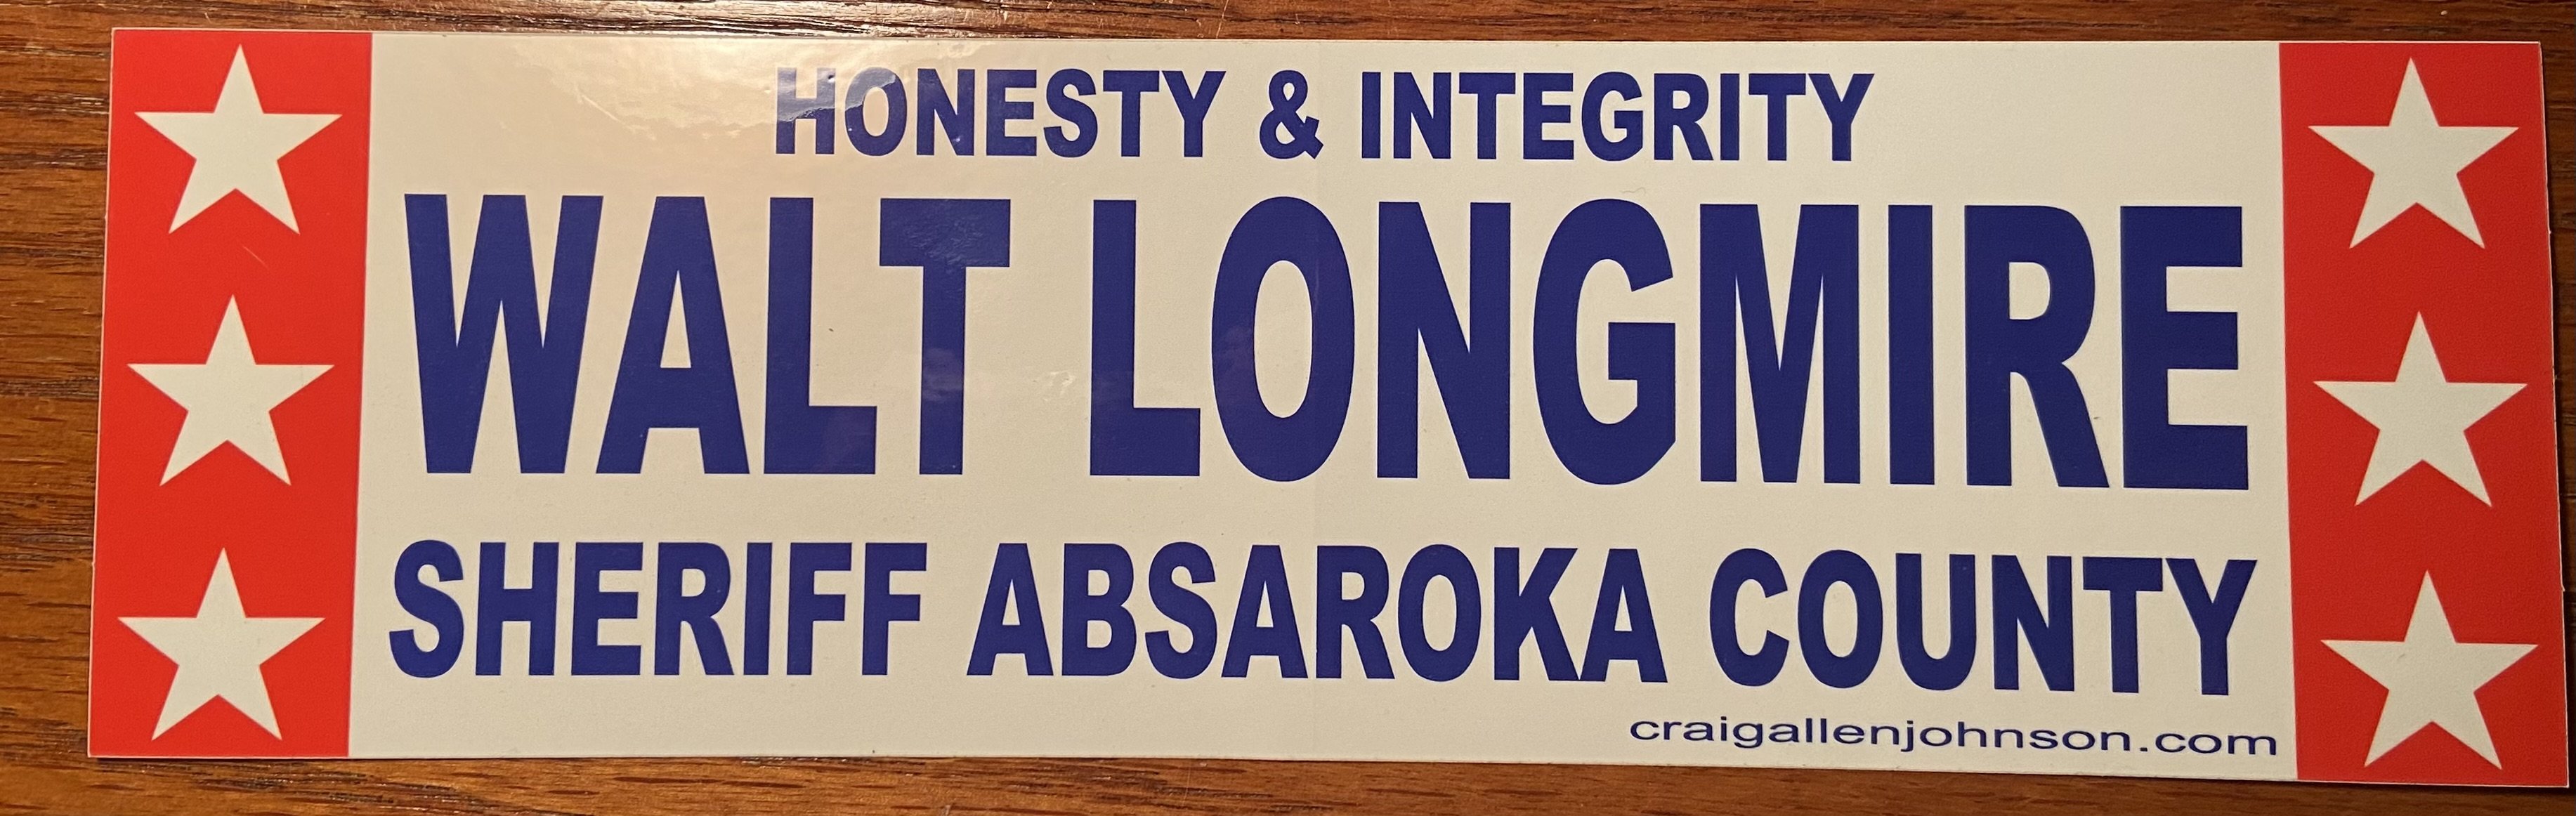 HONESTY & INTEGRITY
WALT LONGMIRE
SHERIFF ABSAROKA COUNTY
craigallenjohnson.com